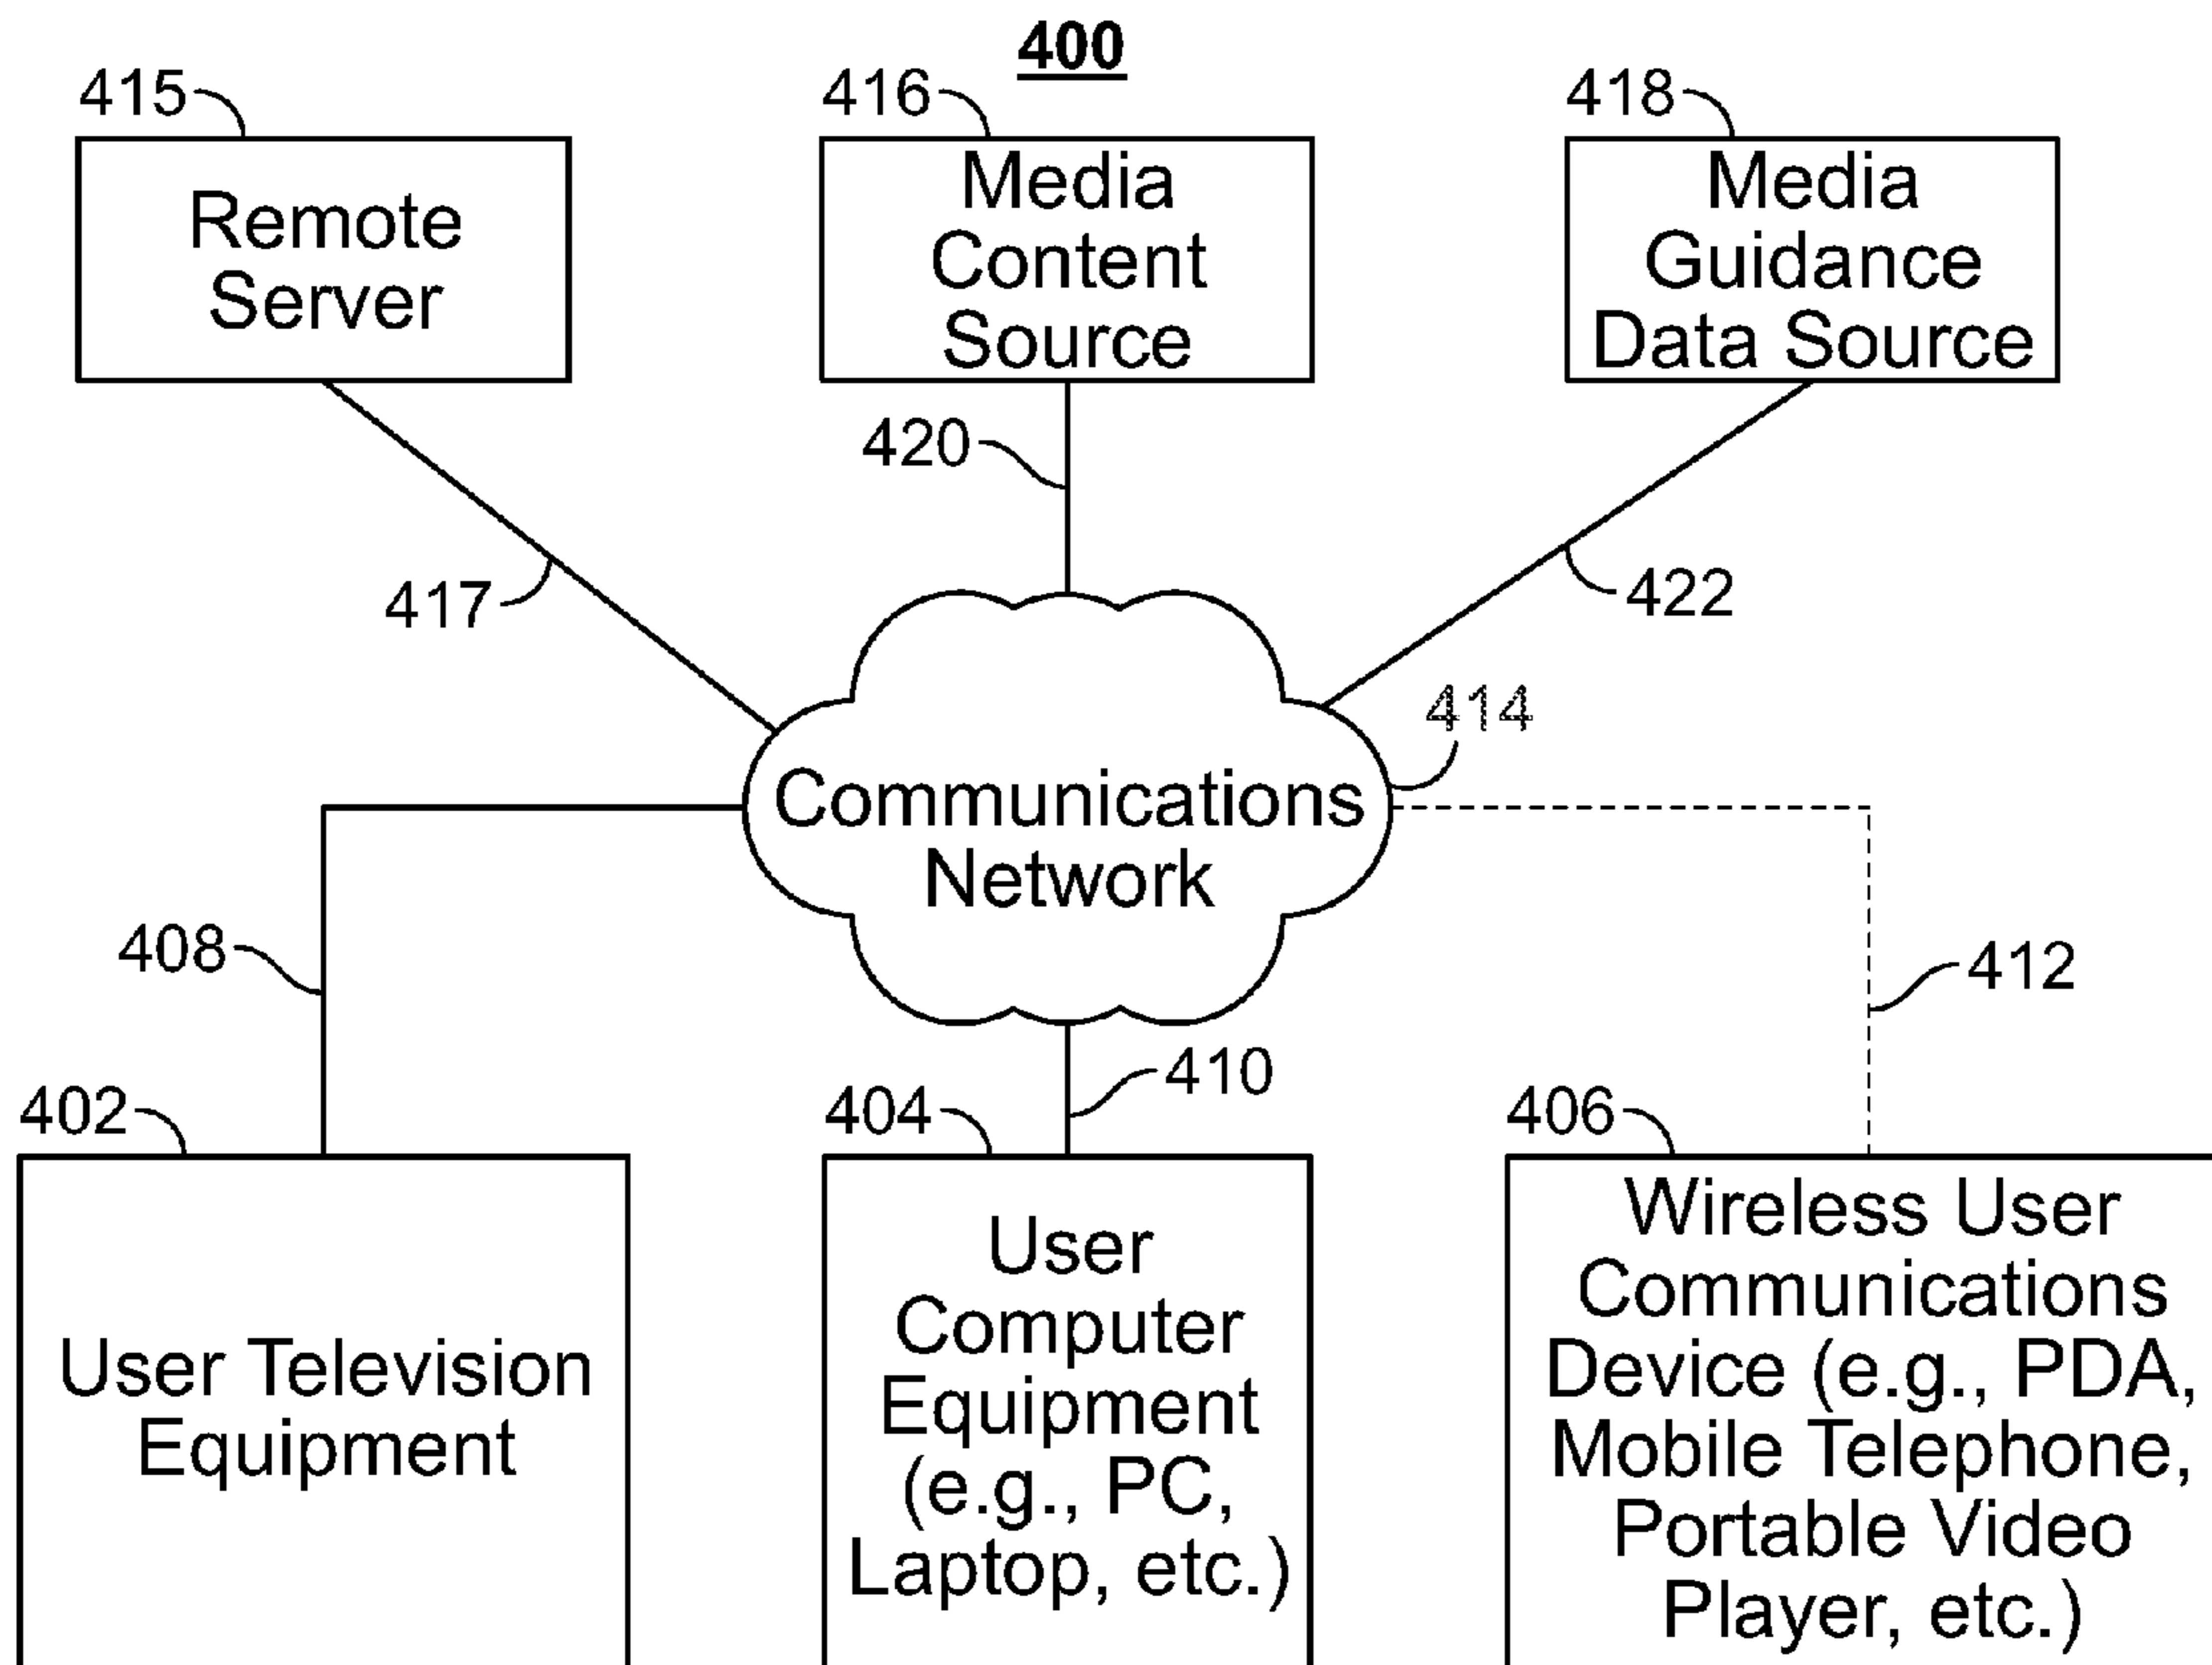 400
415
416
418
Remote
Server
Media
Content
Source
Media
Guidance
Data Source
420
417
422
414
Communications
Network
408
412
410
402
404
406
User Television
Equipment
User
Computer
Equipment
(e.g., PC,
Laptop, etc.)
Wireless User
Communications
Device (e.g., PDA,
Mobile Telephone,
Portable Video
Player, etc.)